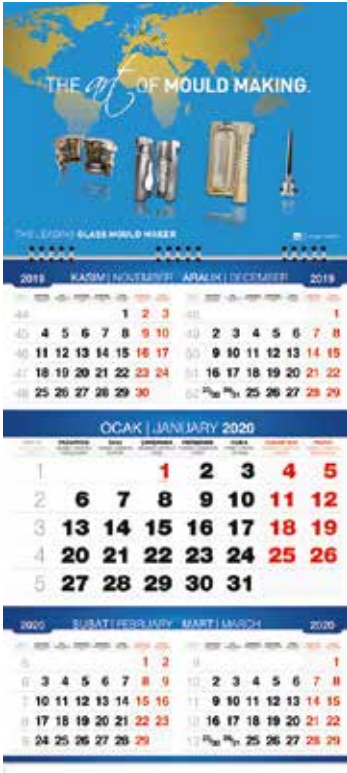 THE art OF MOULD MAKING.
THE LEADING GLASS MOULD MAKER
2019 KASIM | NOVEMBER ARALIK | DECEMBER 2019
44 1 2 3 48 1
45 4 5 6 7 8 9 10 49 2 3 4 5 6 7 8
46 11 12 13 14 15 16 17 50 9 10 11 12 13 14 15
47 18 19 20 21 22 23 24 51 16 17 18 19 20 21 22
48 25 26 27 28 29 30 52 23/30 24/31 25 26 27 28 29
OCAK | JANUARY 2020
1 1 2 3 4 5
2 6 7 8 9 10 11 12
3 13 14 15 16 17 18 19
4 20 21 22 23 24 25 26
5 27 28 29 30 31
2020 ŞUBAT | FEBRUARY MART | MARCH 2020
5 1 2 9 1
6 3 4 5 6 7 8 9 10 2 3 4 5 6 7 8
7 10 11 12 13 14 15 16 11 9 10 11 12 13 14 15
8 17 18 19 20 21 22 23 12 16 17 18 19 20 21 22
9 24 25 26 27 28 29 13 23/30 24/31 25 26 27 28 29